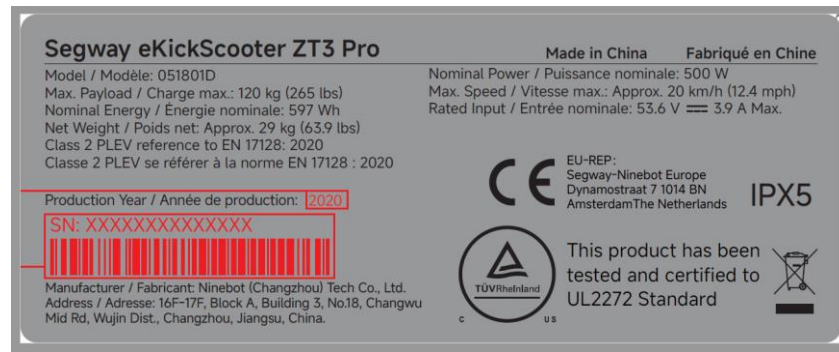 Segway eKickScooter ZT3 Pro
Made in China Fabriqué en Chine
Model / Modèle: 051801D
Max. Payload / Charge max.: 120 kg (265 lbs)
Nominal Energy / Énergie nominale: 597 Wh
Net Weight / Poids net: Approx. 29 kg (63.9 lbs)
Class 2 PLEV reference to EN 17128: 2020
Classe 2 PLEV se référer à la norme EN 17128 : 2020
Nominal Power / Puissance nominale: 500 W
Max. Speed / Vitesse max.: Approx. 20 km/h (12.4 mph)
Rated Input / Entrée nominale: 53.6 V 3.9 A Max.
Production Year / Année de production: 2020
SN: XXXXXXXXXXXXXX
Manufacturer / Fabricant: Ninebot (Changzhou) Tech Co., Ltd.
Address / Adresse: 16F-17F, Block A, Building 3, No.18, Changwu
Mid Rd, Wujin Dist., Changzhou, Jiangsu, China.
CE
EU-REP:
Segway-Ninebot Europe
Dynamostraat 7 1014 BN
AmsterdamThe Netherlands
IPX5
TÜVRheinland
C US
This product has been
tested and certified to
UL2272 Standard